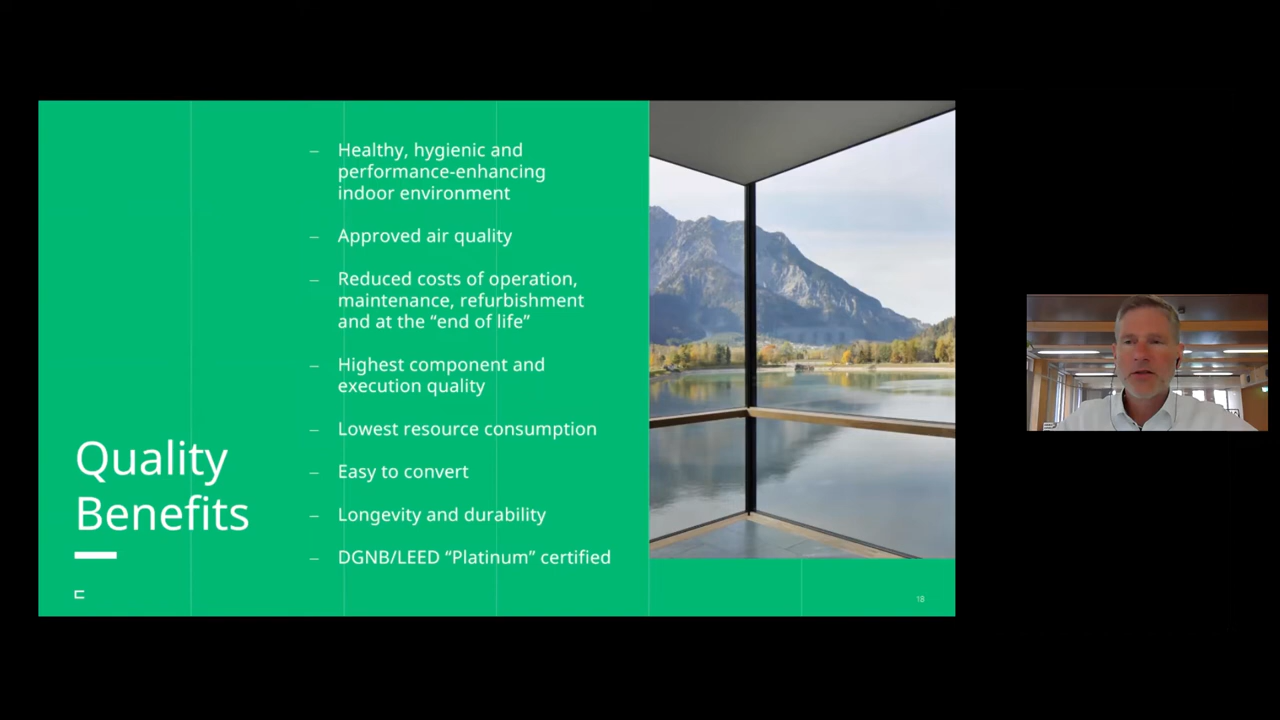 Quality
Benefits
– Healthy, hygienic and
performance-enhancing
indoor environment
– Approved air quality
– Reduced costs of operation,
maintenance, refurbishment
and at the “end of life”
– Highest component and
execution quality
– Lowest resource consumption
– Easy to convert
– Longevity and durability
– DGNB/LEED “Platinum” certified
18